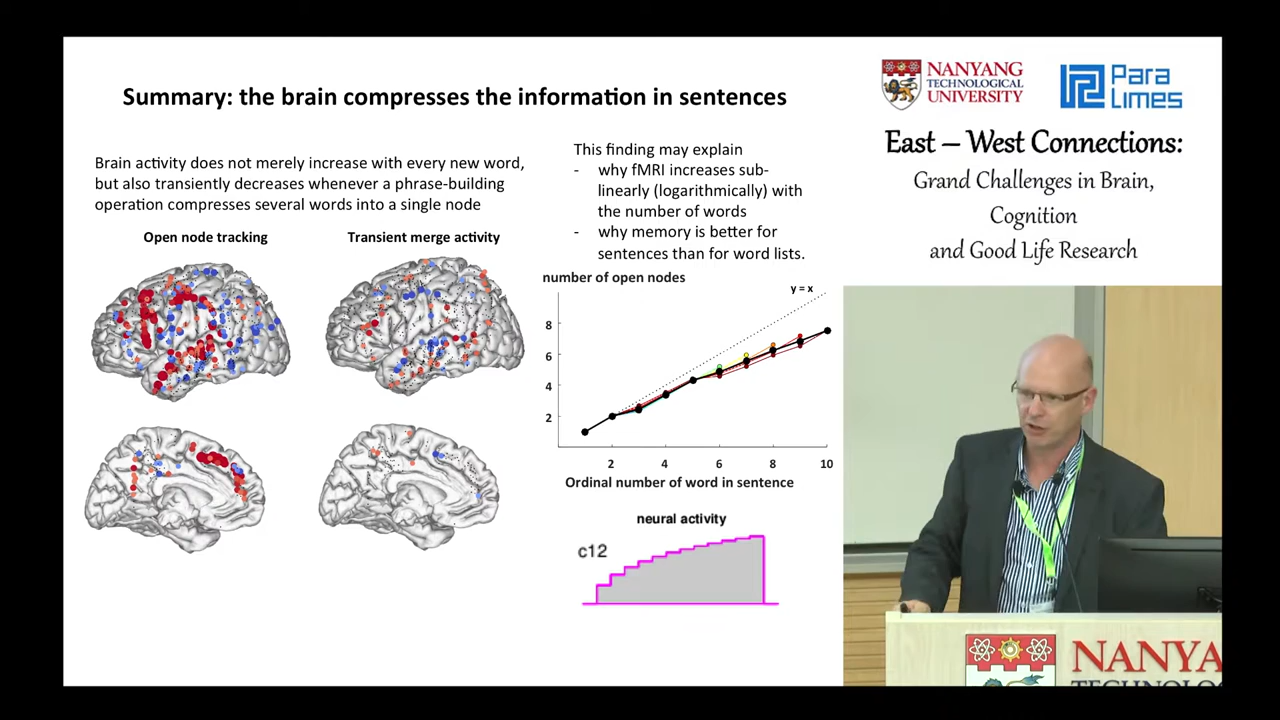 Summary: the brain compresses the information in sentences
Brain activity does not merely increase with every new word,
but also transiently decreases whenever a phrase-building
operation compresses several words into a single node
Open node tracking
Transient merge activity
This finding may explain
- why fMRI increases sub-
linearly (logarithmically) with
the number of words
- why memory is better for
sentences than for word lists.
number of open nodes
y = x
8
6
4
2
2 4 6 8 10
Ordinal number of word in sentence
neural activity
c12
NANYANG
TECHNOLOGICAL
UNIVERSITY
Para
Limes
East – West Connections:
Grand Challenges in Brain,
Cognition
and Good Life Research
NANYA
TECHNOLOG